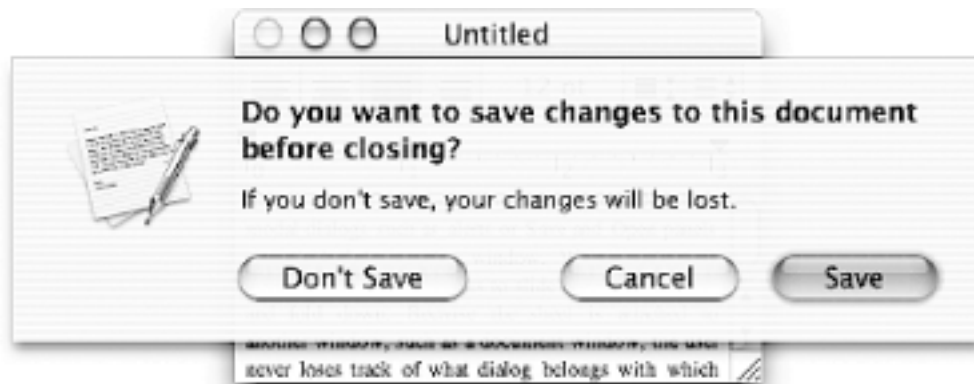 Untitled
Do you want to save changes to this document
before closing?
If you don't save, your changes will be lost.
Don't Save Cancel Save
another window, such as a document window, the user
never loses track of what dialog belongs with which